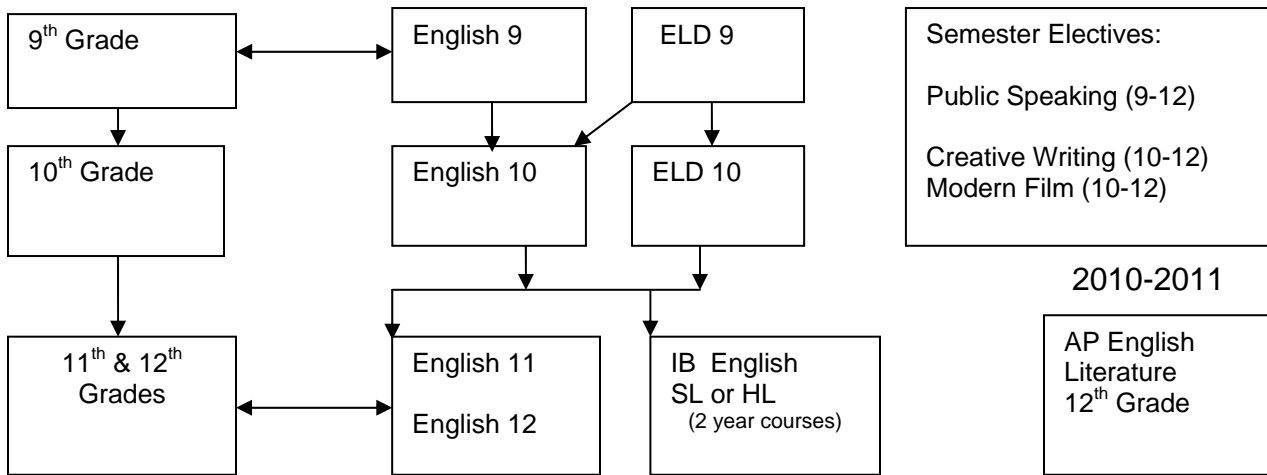 9th Grade
English 9
ELD 9
Semester Electives:
Public Speaking (9-12)
Creative Writing (10-12)
Modern Film (10-12)
10th Grade
English 10
ELD 10
2010-2011
11th & 12th
Grades
English 11
English 12
IB English
SL or HL
(2 year courses)
AP English
Literature
12th Grade